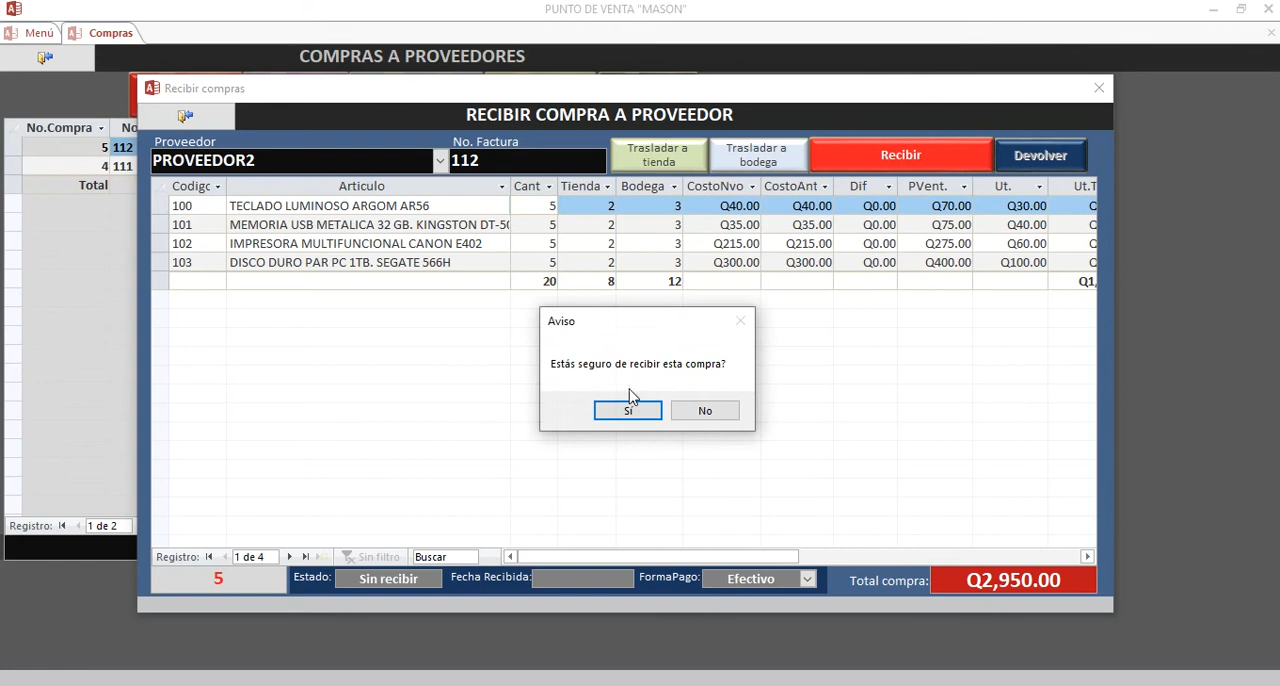 PUNTO DE VENTA "MASON"
Menú
Compras
COMPRAS A PROVEEDORES
Recibir compras
RECIBIR COMPRA A PROVEEDOR
No.Compra No
5 112
4 111
Total
Registro: 1 de 2
Proveedor No. Factura
PROVEEDOR2 112
Trasladar a tienda
Trasladar a bodega
Recibir
Devolver
Codigo Articulo Cant Tienda Bodega CostoNvo CostoAnt Dif PVent. Ut. Ut.T
100 TECLADO LUMINOSO ARGOM AR56 5 2 3 Q40.00 Q40.00 Q0.00 Q70.00 Q30.00 Q
101 MEMORIA USB METALICA 32 GB. KINGSTON DT-50 5 2 3 Q35.00 Q35.00 Q0.00 Q75.00 Q40.00 Q
102 IMPRESORA MULTIFUNCIONAL CANON E402 5 2 3 Q215.00 Q215.00 Q0.00 Q275.00 Q60.00 Q
103 DISCO DURO PAR PC 1TB. SEGATE 566H 5 2 3 Q300.00 Q300.00 Q0.00 Q400.00 Q100.00 Q
20 8 12 Q1,
Aviso
Estás seguro de recibir esta compra?
Sí No
Registro: 1 de 4 Sin filtro Buscar
5 Estado: Sin recibir Fecha Recibida: FormaPago: Efectivo Total compra: Q2,950.00